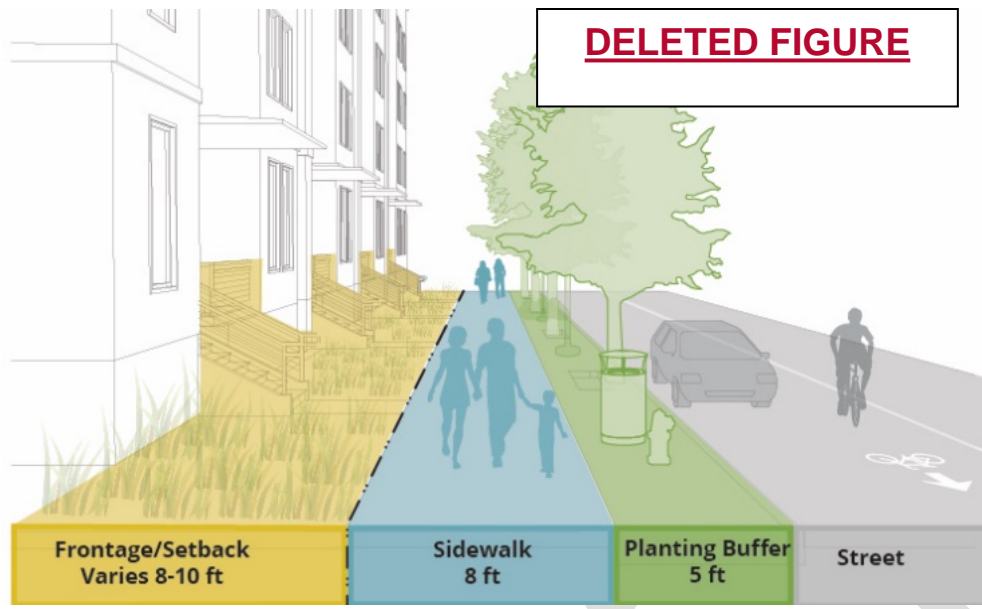 DELETED FIGURE
Frontage/Setback
Varies 8-10 ft
Sidewalk
8 ft
Planting Buffer
5 ft
Street